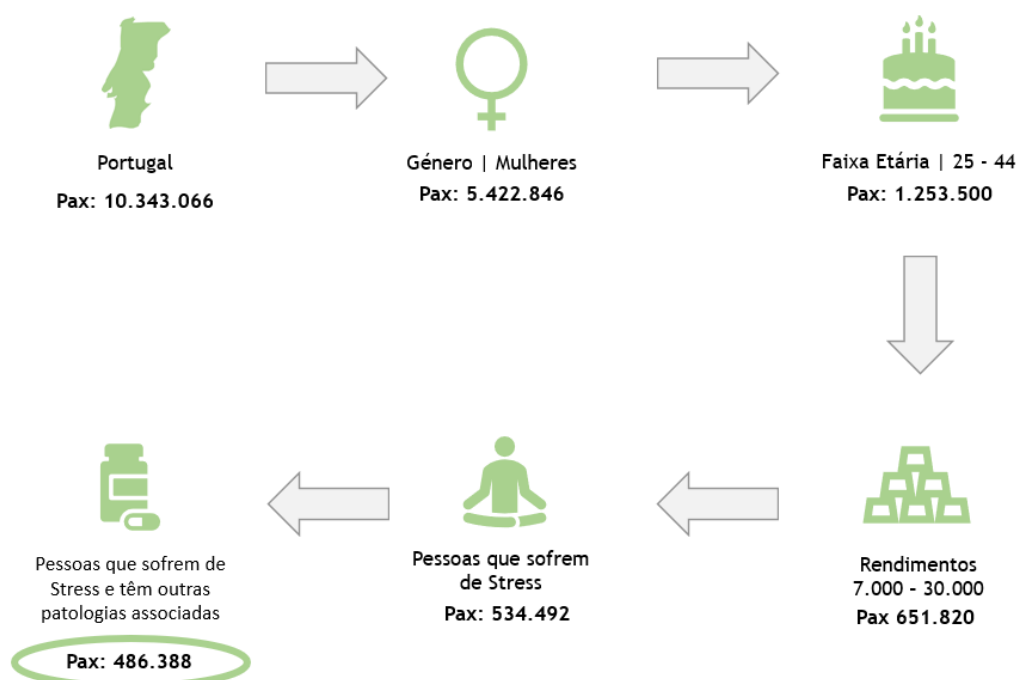 Portugal
Pax: 10.343.066
Género | Mulheres
Pax: 5.422.846
Faixa Etária | 25 - 44
Pax: 1.253.500
Rendimentos
7.000 - 30.000
Pax 651.820
Pessoas que sofrem
de Stress
Pax: 534.492
Pessoas que sofrem de
Stress e têm outras
patologias associadas
Pax: 486.388